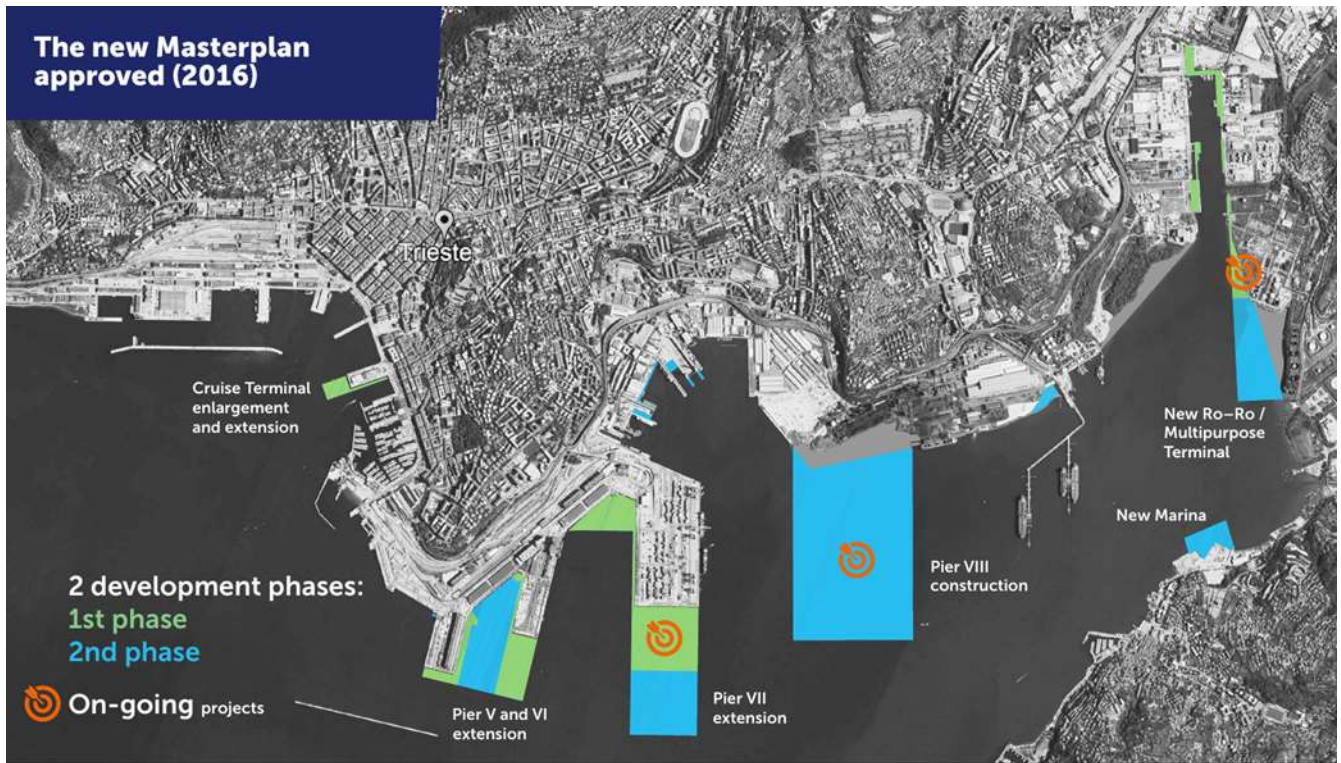 The new Masterplan
approved (2016)
Trieste
Cruise Terminal
enlargement
and extension
New Ro–Ro /
Multipurpose
Terminal
New Marina
Pier VIII
construction
2 development phases:
1st phase
2nd phase
On-going projects
Pier V and VI
extension
Pier VII
extension